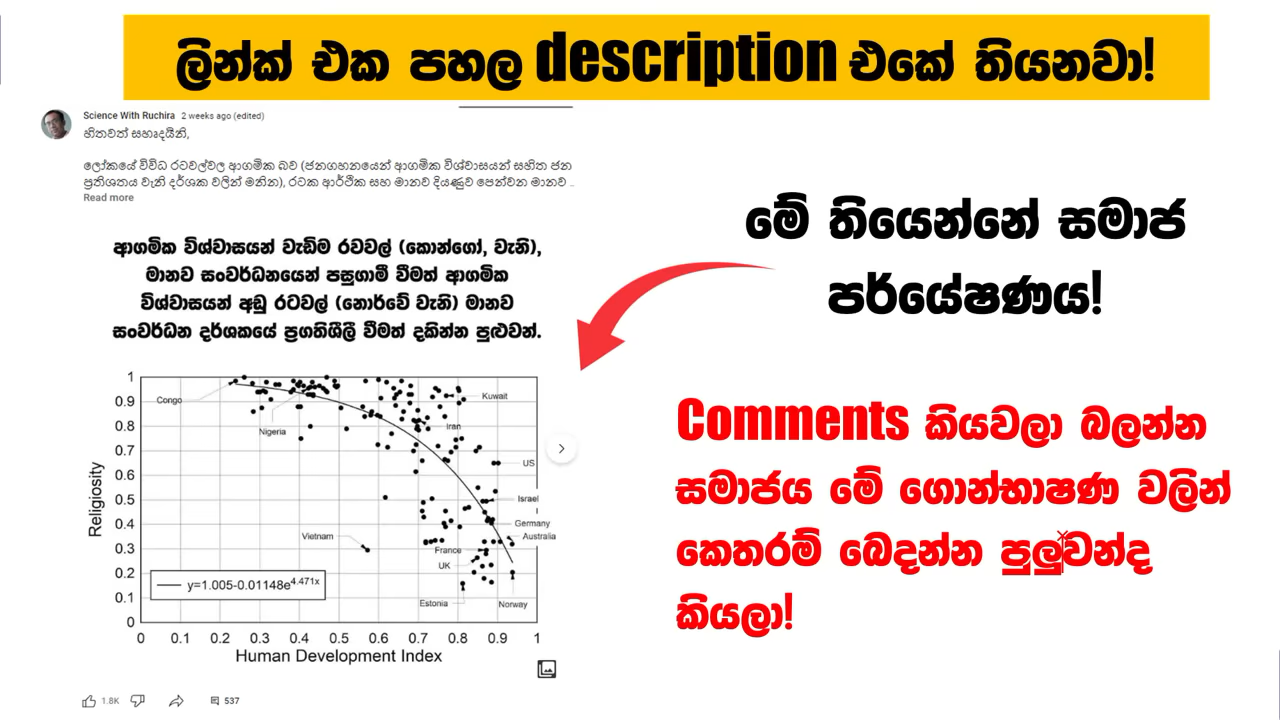 ලින්ක් එක පහල description එකේ තියනවා!
Science With Ruchira 2 weeks ago (edited)
හිතවත් සහෘදයිනි,
ලෝකයේ විවිධ රටවල්වල ආගමික බව (ජනගහනයෙන් ආගමික විශ්වාසයන් සහිත ජන
ප්‍රතිශතය වැනි දර්ශක වලින් මනින), රටක ආර්ථික සහ මානව දියණුව පෙන්වන මානව ..
Read more
ආගමික විශ්වාසයන් වැඩිම රටවල් (කොන්ගෝ, වැනි),
මානව සංවර්ධනයෙන් පසුගාමී වීමත් ආගමික
විශ්වාසයන් අඩු රටවල් (නොර්වේ වැනි) මානව
සංවර්ධන දර්ශකයේ ප්‍රගතිශීලී වීමත් දකින්න පුළුවන්.
මේ තියෙන්නේ සමාජ
පර්යේෂණය!
Comments කියවලා බලන්න
සමාජය මේ ගොන්භාෂණ වලින්
කෙතරම් බෙදන්න පුලුවන්ද
කියලා!
Religiosity
1
0.9
0.8
0.7
0.6
0.5
0.4
0.3
0.2
0.1
0
Congo
Nigeria
Kuwait
Iran
US
Israel
Germany
Australia
Vietnam
France
UK
Estonia
Norway
y=1.005-0.01148e^4.471x
0 0.1 0.2 0.3 0.4 0.5 0.6 0.7 0.8 0.9 1
Human Development Index
1.8K 537